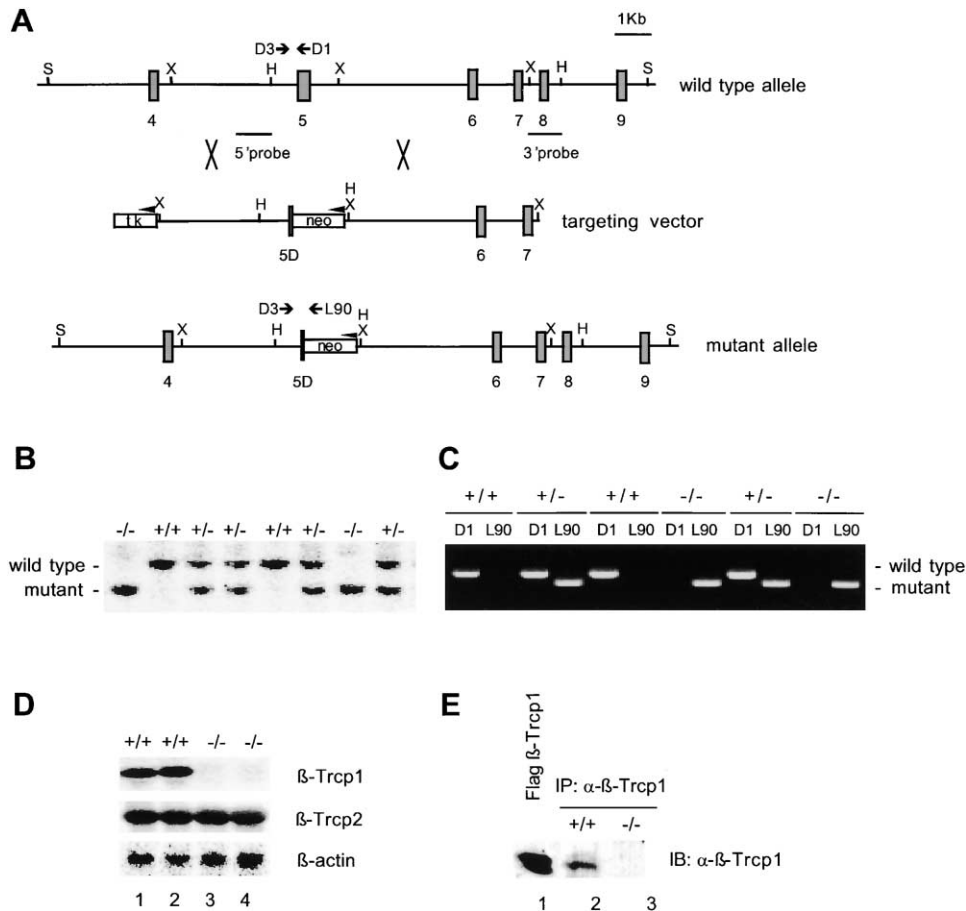 A
1Kb
D3 D1
S X H X X H S
wild type allele
4 5 6 7 8 9
5'probe 3'probe
H
tk X H neo X X
targeting vector
5D 6 7
D3 L90
H
S X H neo X X H S
mutant allele
4 5D 6 7 8 9
B
-/- +/+ +/- +/- +/+ +/- -/- +/-
wild type -
mutant -
C
+/+ +/- +/+ -/- +/- -/-
D1 L90 D1 L90 D1 L90 D1 L90 D1 L90 D1 L90
- wild type
- mutant
D
+/+ +/+ -/- -/-
ß-Trcp1
ß-Trcp2
ß-actin
1 2 3 4
E
Flag ß-Trcp1
IP: α-ß-Trcp1
+/+ -/-
IB: α-ß-Trcp1
1 2 3